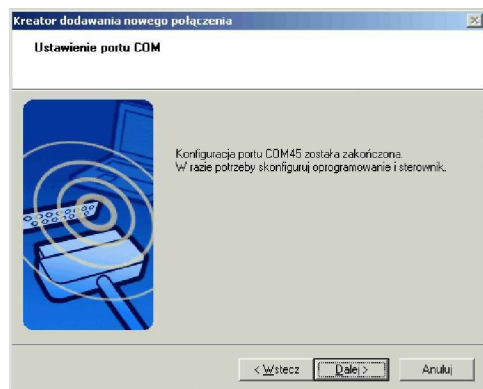 Kreator dodawania nowego połączenia
Ustawienie portu COM
Konfiguracja portu COM45 została zakończona.
W razie potrzeby skonfiguruj oprogramowanie i sterownik.
< Wstecz Dalej > Anuluj